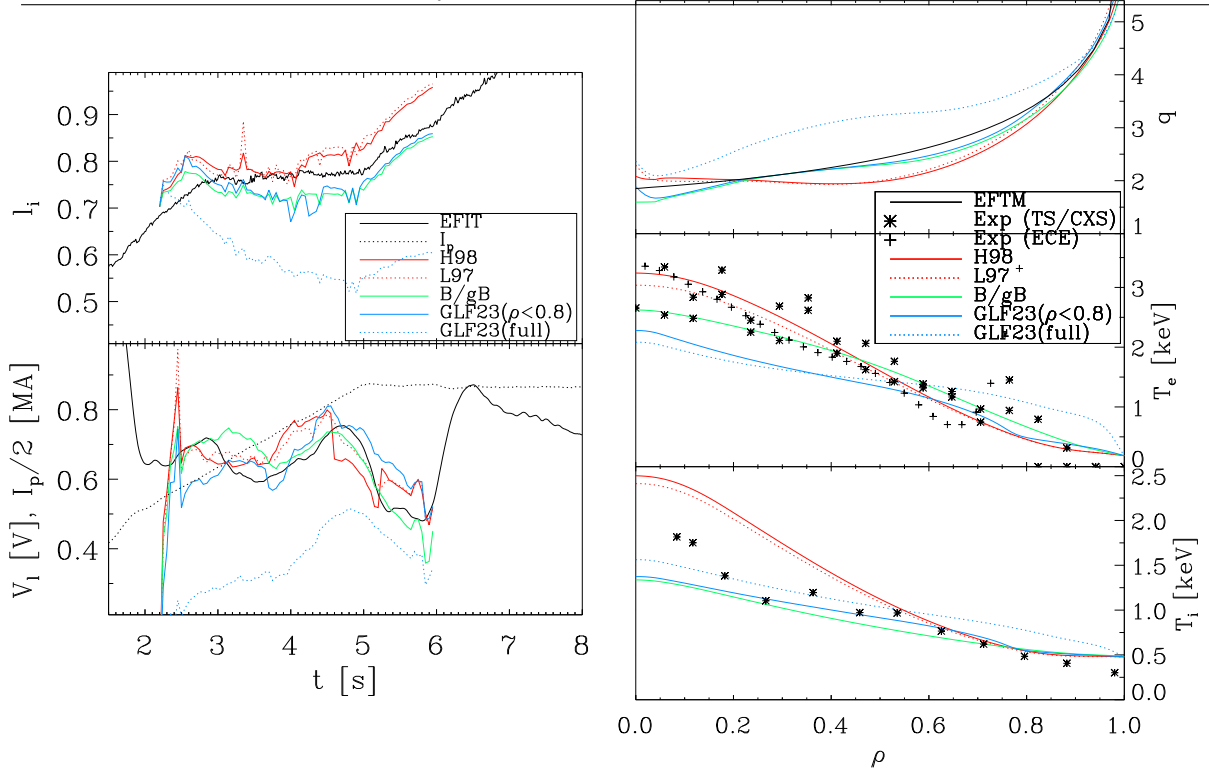 0.9
0.8
0.7
0.6
0.5
l_i
EFIT
I_p
H98
L97
B/gB
GLF23(ρ<0.8)
GLF23(full)
0.8
0.6
0.4
V_l [V], I_p/2 [MA]
2 3 4 5 6 7 8
t [s]
5
4
3
2
1
q
EFTM
Exp (TS/CXS)
Exp (ECE)
H98
L97
B/gB
GLF23(ρ<0.8)
GLF23(full)
3
2
1
0
T_e [keV]
2.5
2.0
1.5
1.0
0.5
0.0
T_i [keV]
0.0 0.2 0.4 0.6 0.8 1.0
ρ